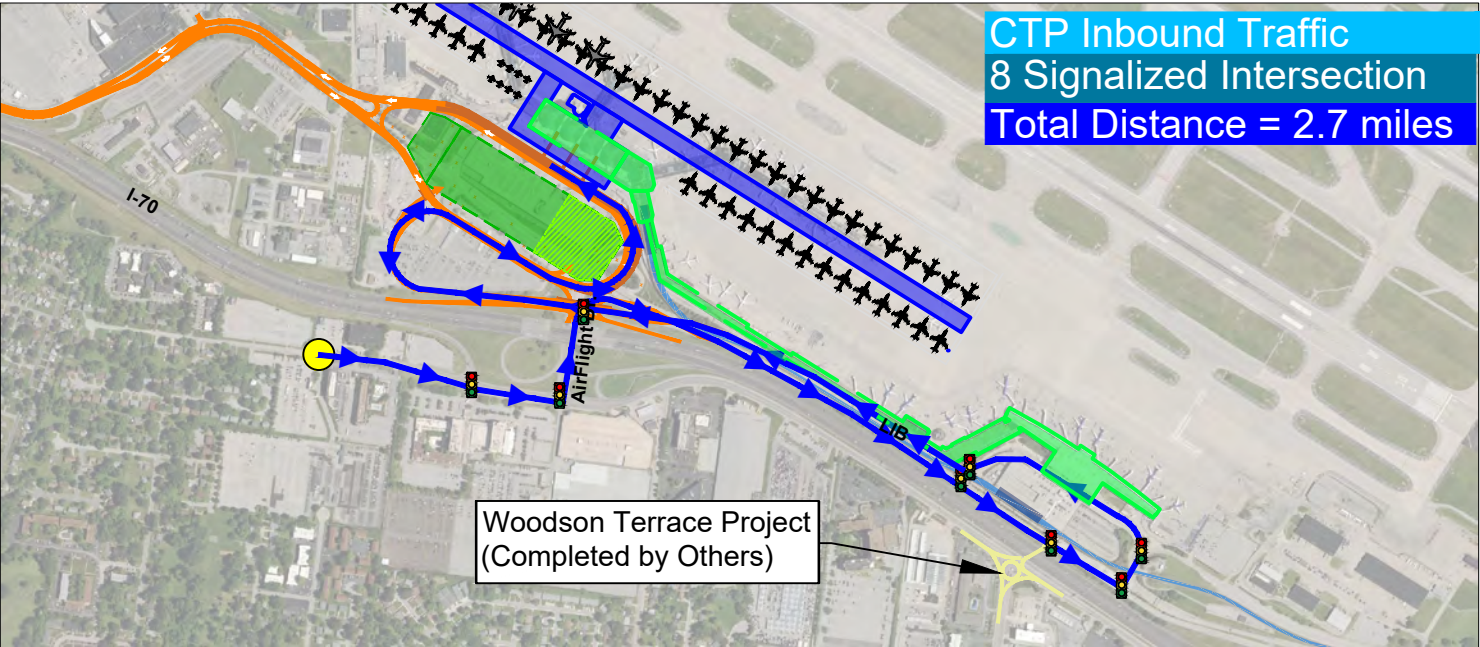 CTP Inbound Traffic
8 Signalized Intersection
Total Distance = 2.7 miles
I-70
AirFlight
LIB
Woodson Terrace Project
(Completed by Others)